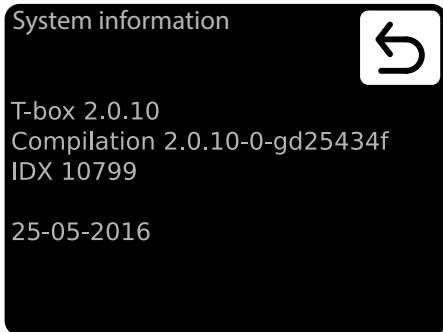 System information
T-box 2.0.10
Compilation 2.0.10-0-gd25434f
IDX 10799
25-05-2016